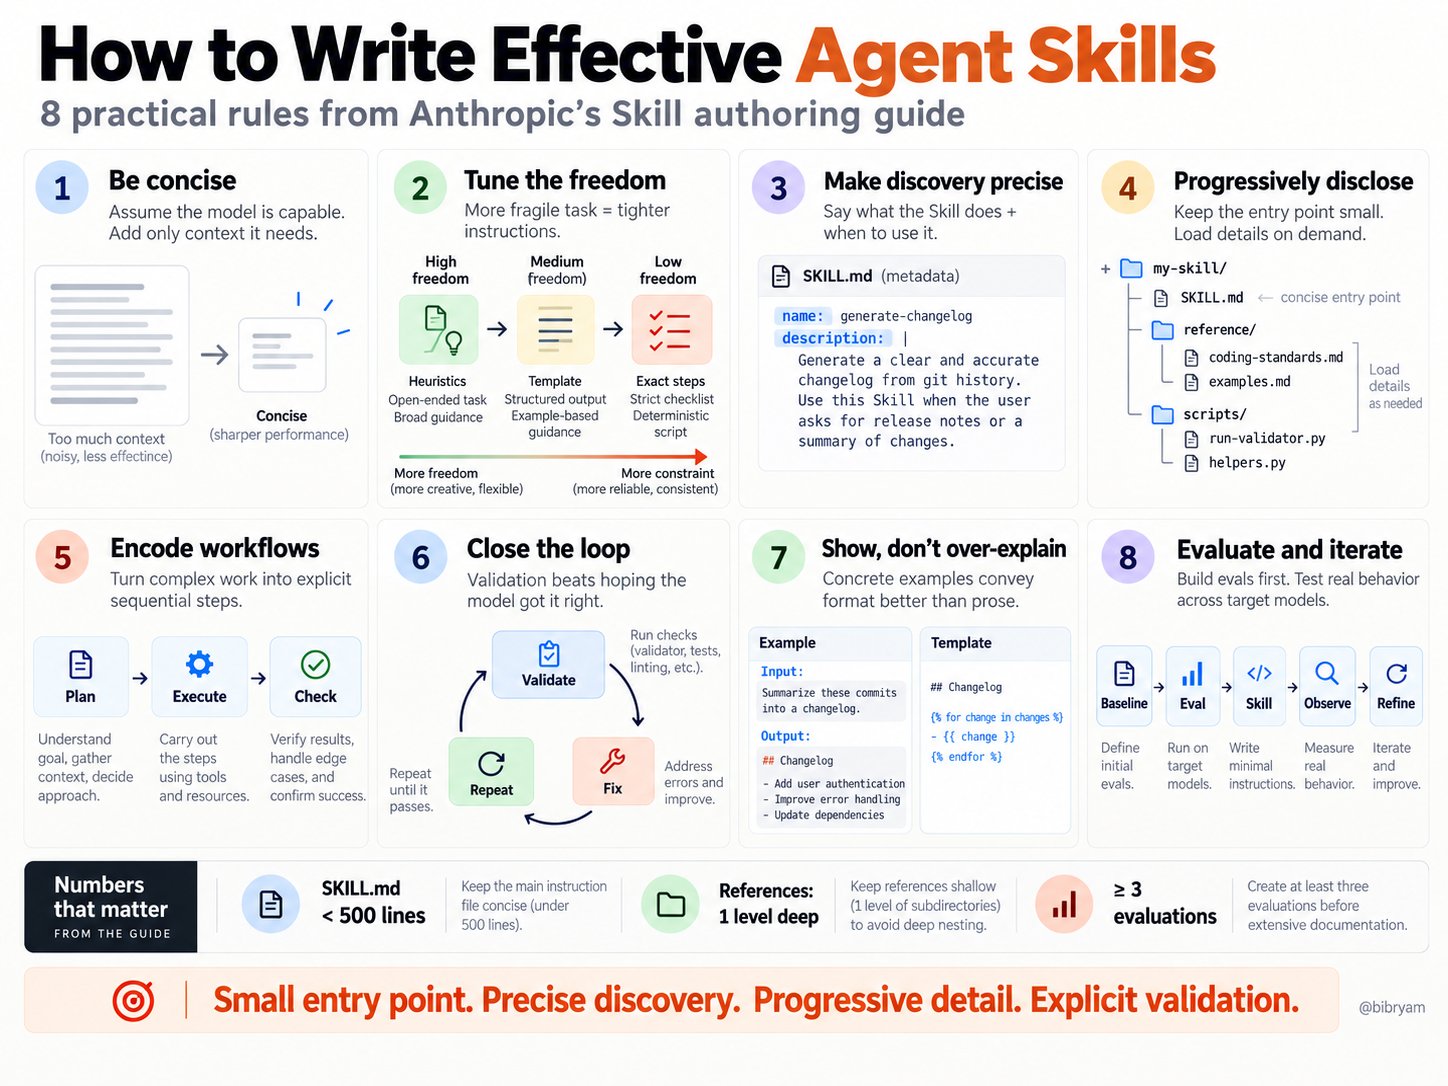 How to Write Effective Agent Skills
8 practical rules from Anthropic's Skill authoring guide
1
Be concise
Assume the model is capable.
Add only context it needs.
Too much context
(noisy, less effectince)
Concise
(sharper performance)
2
Tune the freedom
More fragile task = tighter
instructions.
High
freedom
Medium
freedom)
Low
freedom
Heuristics
Open-ended task
Broad guidance
Template
Structured output
Example-based
guidance
Exact steps
Strict checklist
Deterministic
script
More freedom
(more creative, flexible)
More constraint
(more reliable, consistent)
3
Make discovery precise
Say what the Skill does +
when to use it.
SKILL.md (metadata)
name: generate-changelog
description: |
Generate a clear and accurate
changelog from git history.
Use this Skill when the user
asks for release notes or a
summary of changes.
4
Progressively disclose
Keep the entry point small.
Load details on demand.
+ my-skill/
SKILL.md ← concise entry point
reference/
coding-standards.md
examples.md
scripts/
run-validator.py
helpers.py
Load
details
as needed
5
Encode workflows
Turn complex work into explicit
sequential steps.
Plan
Execute
Check
Understand
goal, gather
context, decide
approach.
Carry out
the steps
using tools
and resources.
Verify results,
handle edge
cases, and
confirm success.
6
Close the loop
Validation beats hoping the
model got it right.
Validate
Run checks
(validator, tests,
linting, etc.).
Fix
Address
errors and
improve.
Repeat
Repeat
until it
passes.
7
Show, don't over-explain
Concrete examples convey
format better than prose.
Example
Input:
Summarize these commits
into a changelog.
Output:
## Changelog
- Add user authentication
- Improve error handling
- Update dependencies
Template
## Changelog
{% for change in changes %}
- {{ change }}
{% endfor %}
8
Evaluate and iterate
Build evals first. Test real behavior
across target models.
Baseline
Eval
</> Skill
Observe
Refine
Define
initial
evals.
Run on
target
models.
Write
minimal
instructions.
Measure
real
behavior.
Iterate
and
improve.
Numbers
that matter
FROM THE GUIDE
SKILL.md
< 500 lines
Keep the main instruction
file concise (under
500 lines).
References:
1 level deep
Keep references shallow
(1 level of subdirectories)
to avoid deep nesting.
≥ 3
evaluations
Create at least three
evaluations before
extensive documentation.
Small entry point. Precise discovery. Progressive detail. Explicit validation.
@bibryam